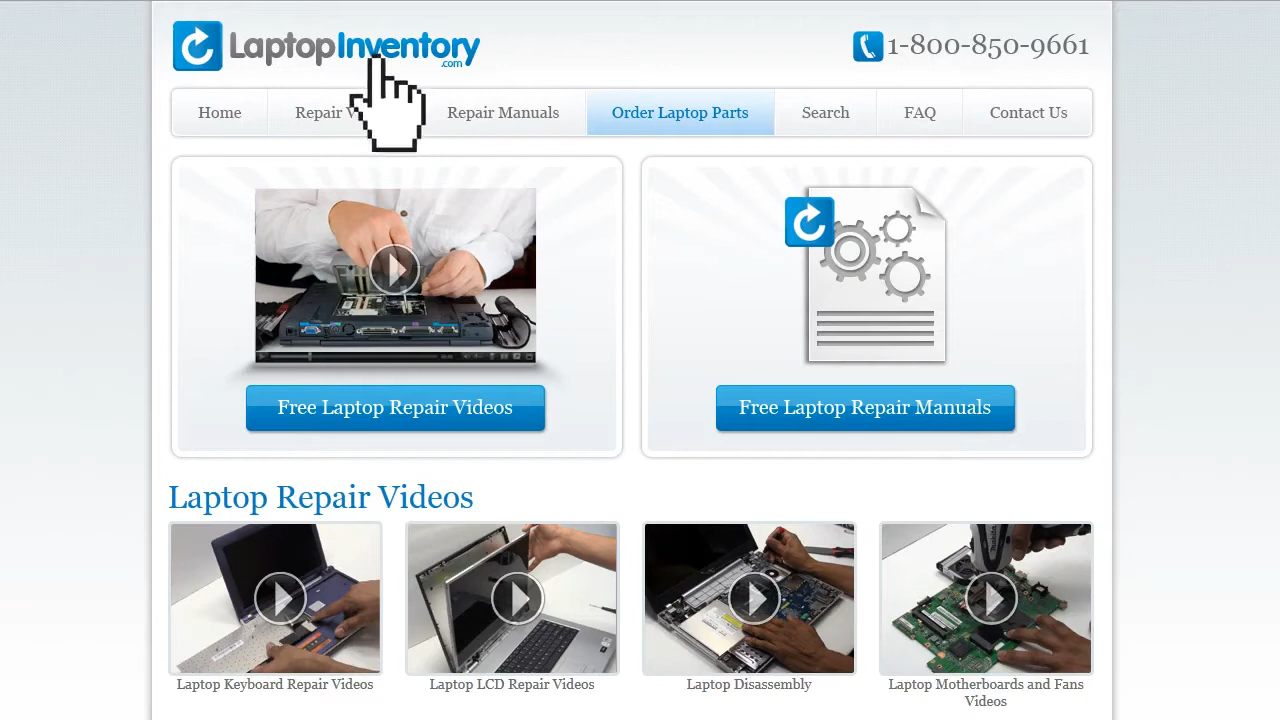 LaptopInventory
.com
1-800-850-9661
Home
Repair V
Repair Manuals
Order Laptop Parts
Search
FAQ
Contact Us
Free Laptop Repair Videos
Free Laptop Repair Manuals
Laptop Repair Videos
Laptop Keyboard Repair Videos
Laptop LCD Repair Videos
Laptop Disassembly
Laptop Motherboards and Fans
Videos